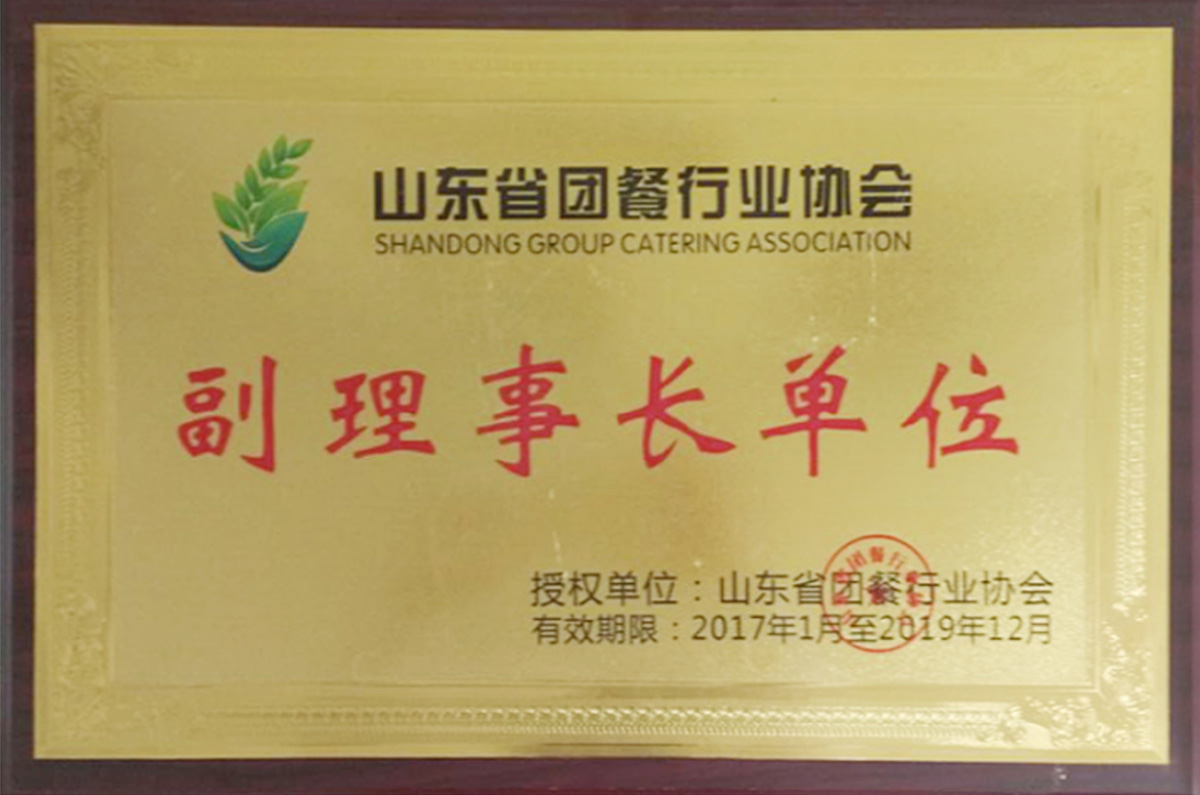 山东省团餐行业协会
SHANDONG GROUP CATERING ASSOCIATION
副理事长单位
授权单位：山东省团餐行业协会
有效期限：2017年1月至2019年12月